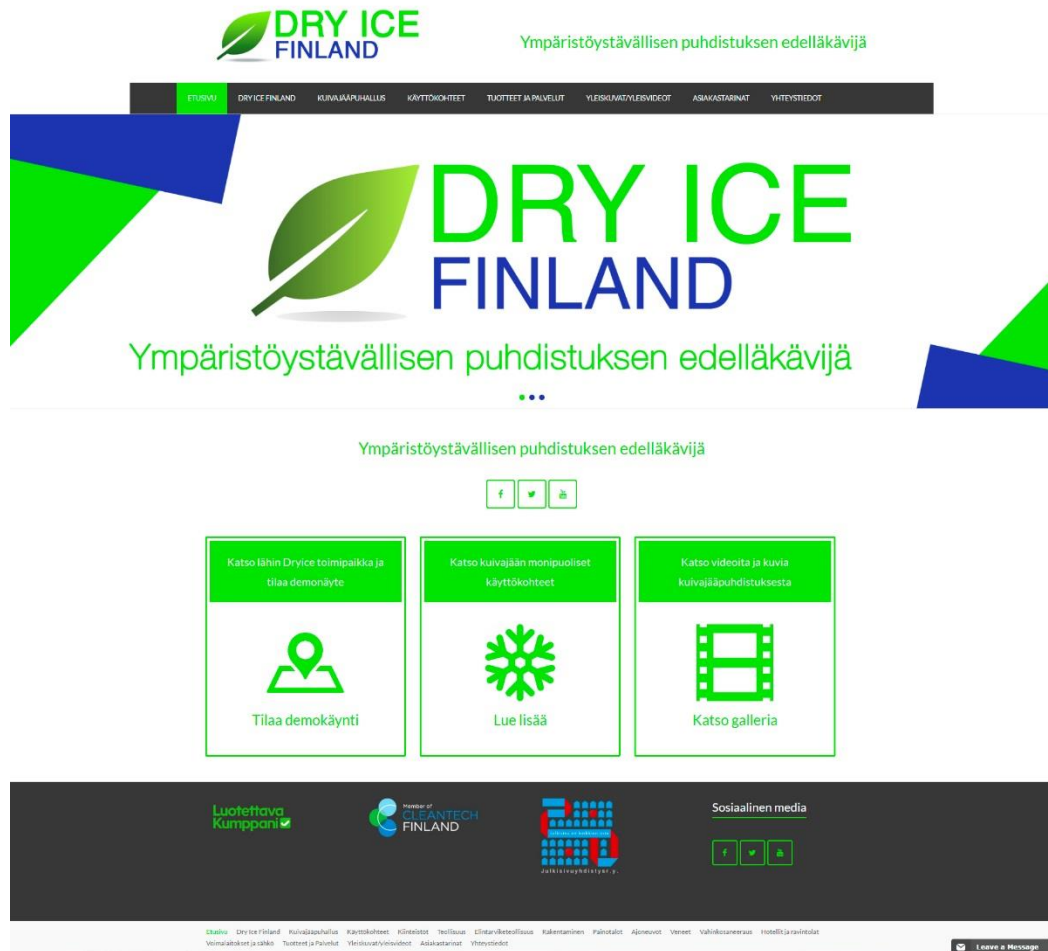 DRY ICE
FINLAND
Ympäristöystävällisen puhdistuksen edelläkävijä
ETUSIVU DRY ICE FINLAND KUIVAJÄÄPUHALLUS KÄYTTÖKOHTEET TUOTTEET JA PALVELUT YLEISKUVAT/YLEISVIDEOT ASIAKASTARINAT YHTEYSTIEDOT
DRY ICE
FINLAND
Ympäristöystävällisen puhdistuksen edelläkävijä
Ympäristöystävällisen puhdistuksen edelläkävijä
Katso lähin Dryice toimipaikka ja
tilaa demonäyte
Tilaa demokäynti
Katso kuivajään monipuoliset
käyttökohteet
Lue lisää
Katso videoita ja kuvia
kuivajääpuhdistuksesta
Katso galleria
Luotettava
Kumppani
Member of
CLEANTECH
FINLAND
Julkisivuyhdistys r.y.
Sosiaalinen media
Etusivu Dry Ice Finland Kuivajääpuhallus Käyttökohteet Kiinteistöt Teollisuus Elintarviketeollisuus Rakentaminen Painotalot Ajoneuvot Veneet Vahinkosaneeraus Hotellit ja ravintolat
Voimalaitokset ja sähkö Tuotteet ja Palvelut Yleiskuvat/yleisvideot Asiakastarinat Yhteystiedot
Leave a Message